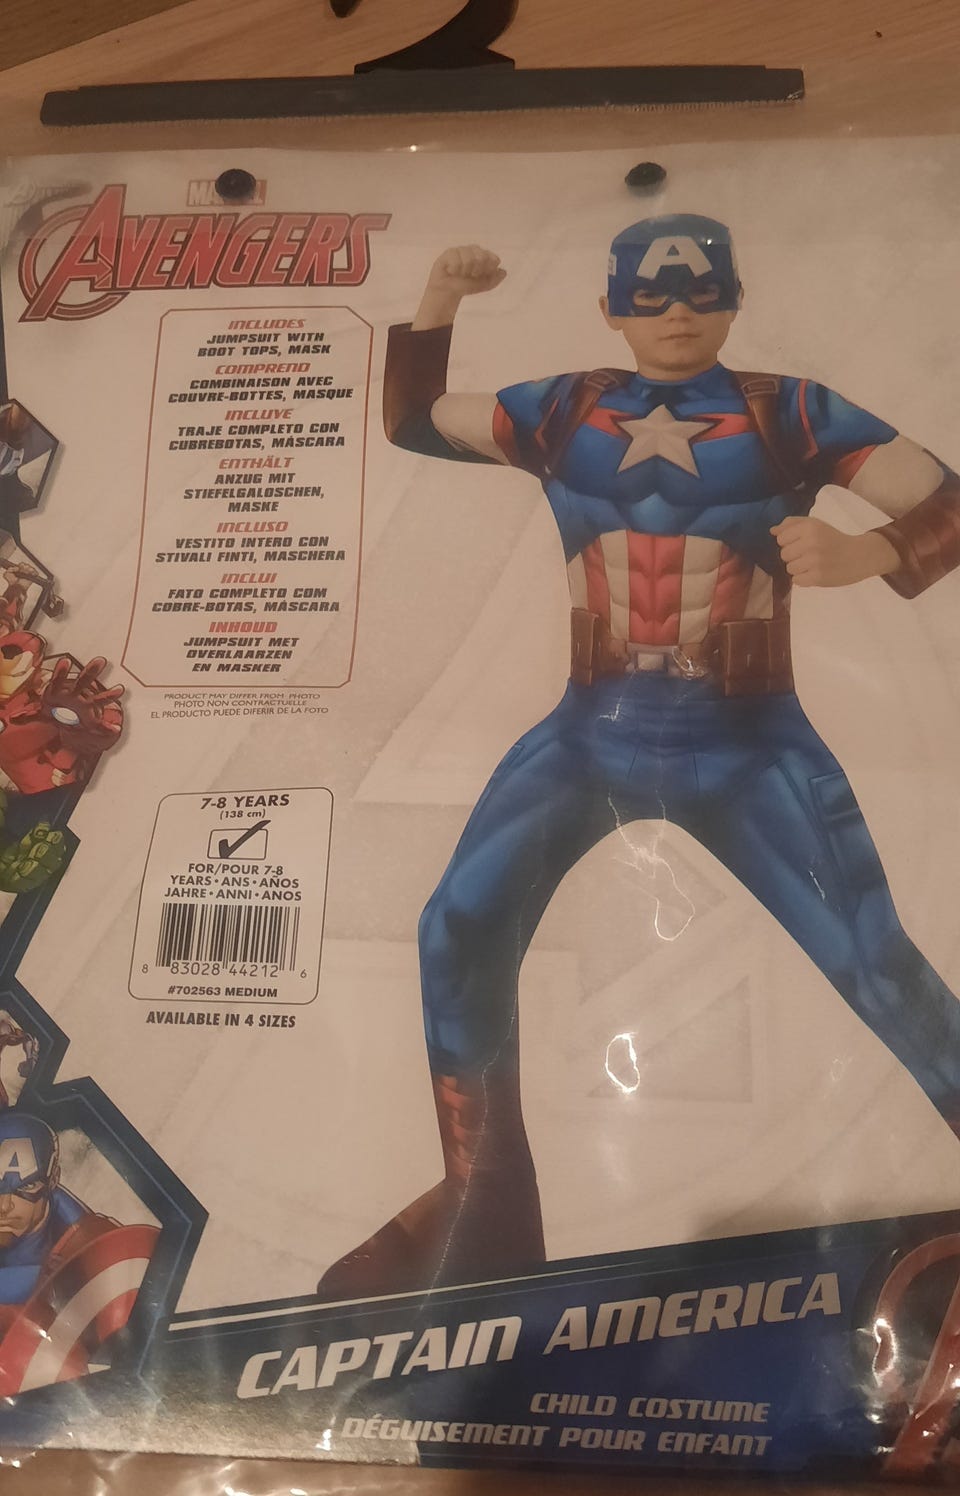 MARVEL
AVENGERS
INCLUDES
JUMPSUIT WITH
BOOT TOPS, MASK
COMPREND
COMBINAISON AVEC
COUVRE-BOTTES, MASQUE
INCLUYE
TRAJE COMPLETO CON
CUBREBOTAS, MÁSCARA
ENTHÄLT
ANZUG MIT
STIEFELGALOSCHEN,
MASKE
INCLUSO
VESTITO INTERO CON
STIVALI FINTI, MASCHERA
INCLUI
FATO COMPLETO COM
COBRE-BOTAS, MÁSCARA
INHOUD
JUMPSUIT MET
OVERLAARZEN
EN MASKER
PRODUCT MAY DIFFER FROM PHOTO
PHOTO NON CONTRACTUELLE
EL PRODUCTO PUEDE DIFERIR DE LA FOTO
7-8 YEARS
(138 cm)
FOR/POUR 7-8
YEARS • ANS • AÑOS
JAHRE • ANNI • ANOS
8 83028 44212 6
#702563 MEDIUM
AVAILABLE IN 4 SIZES
A
A
CAPTAIN AMERICA
CHILD COSTUME
DÉGUISEMENT POUR ENFANT